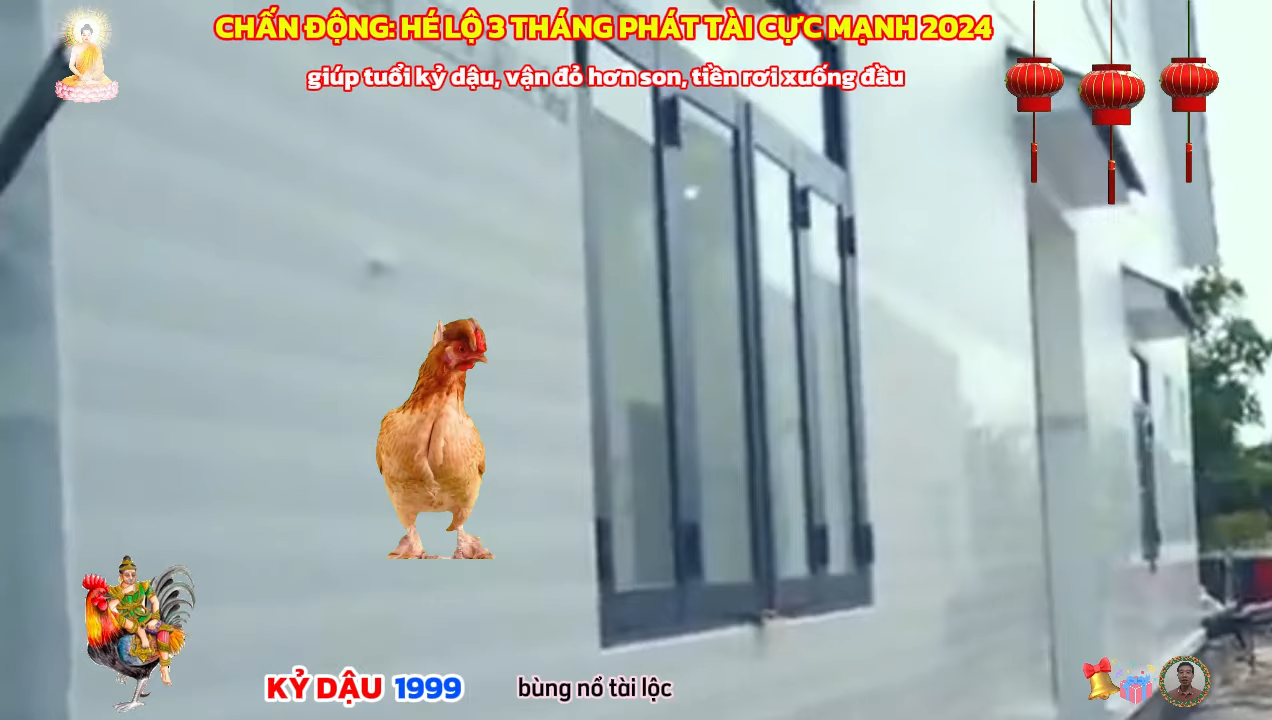 CHẤN ĐỘNG: HÉ LỘ 3 THÁNG PHÁT TÀI CỰC MẠNH 2024
giúp tuổi kỷ dậu, vận đỏ hơn son, tiền rơi xuống đầu
KỶ DẬU 1999 bùng nổ tài lộc